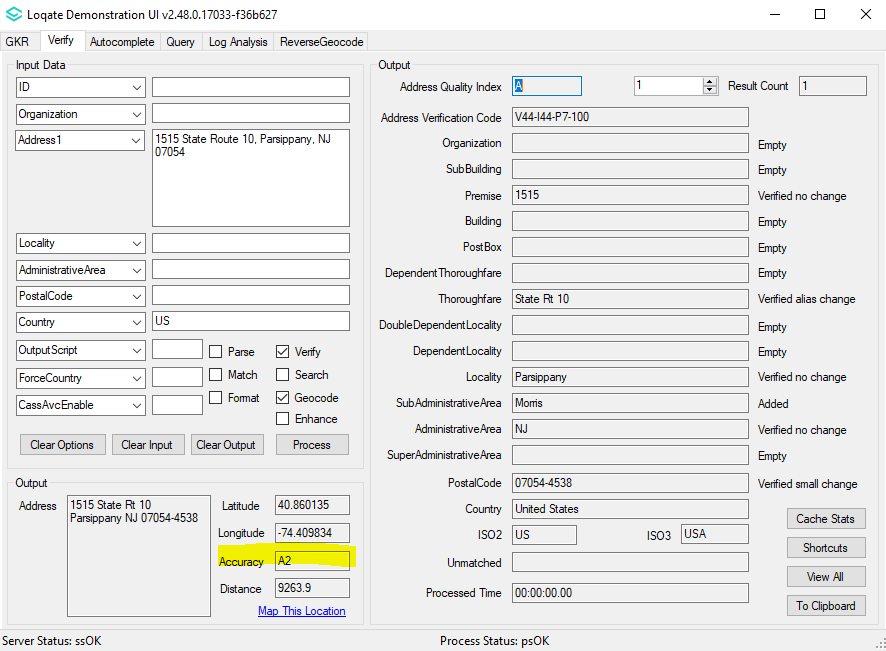 Loqate Demonstration UI v2.48.0.17033-f36b627
GKR Verify Autocomplete Query Log Analysis ReverseGeocode
Input Data
ID
Organization
Address1 1515 State Route 10, Parsippany, NJ
07054
Locality
AdministrativeArea
PostalCode
Country US
OutputScript Parse Verify
ForceCountry Match Search
CassAvcEnable Format Geocode
Enhance
Clear Options Clear Input Clear Output Process
Output
Address 1515 State Rt 10
Parsippany NJ 07054-4538
Latitude 40.860135
Longitude -74.409834
Accuracy A2
Distance 9263.9
Map This Location
Output
Address Quality Index A 1 Result Count 1
Address Verification Code V44-I44-P7-100
Organization Empty
SubBuilding Empty
Premise 1515 Verified no change
Building Empty
PostBox Empty
DependentThoroughfare Empty
Thoroughfare State Rt 10 Verified alias change
DoubleDependentLocality Empty
DependentLocality Empty
Locality Parsippany Verified no change
SubAdministrativeArea Morris Added
AdministrativeArea NJ Verified no change
SuperAdministrativeArea Empty
PostalCode 07054-4538 Verified small change
Country United States
ISO2 US ISO3 USA
Unmatched
Processed Time 00:00:00.00
Cache Stats
Shortcuts
View All
To Clipboard
Server Status: ssOK Process Status: psOK